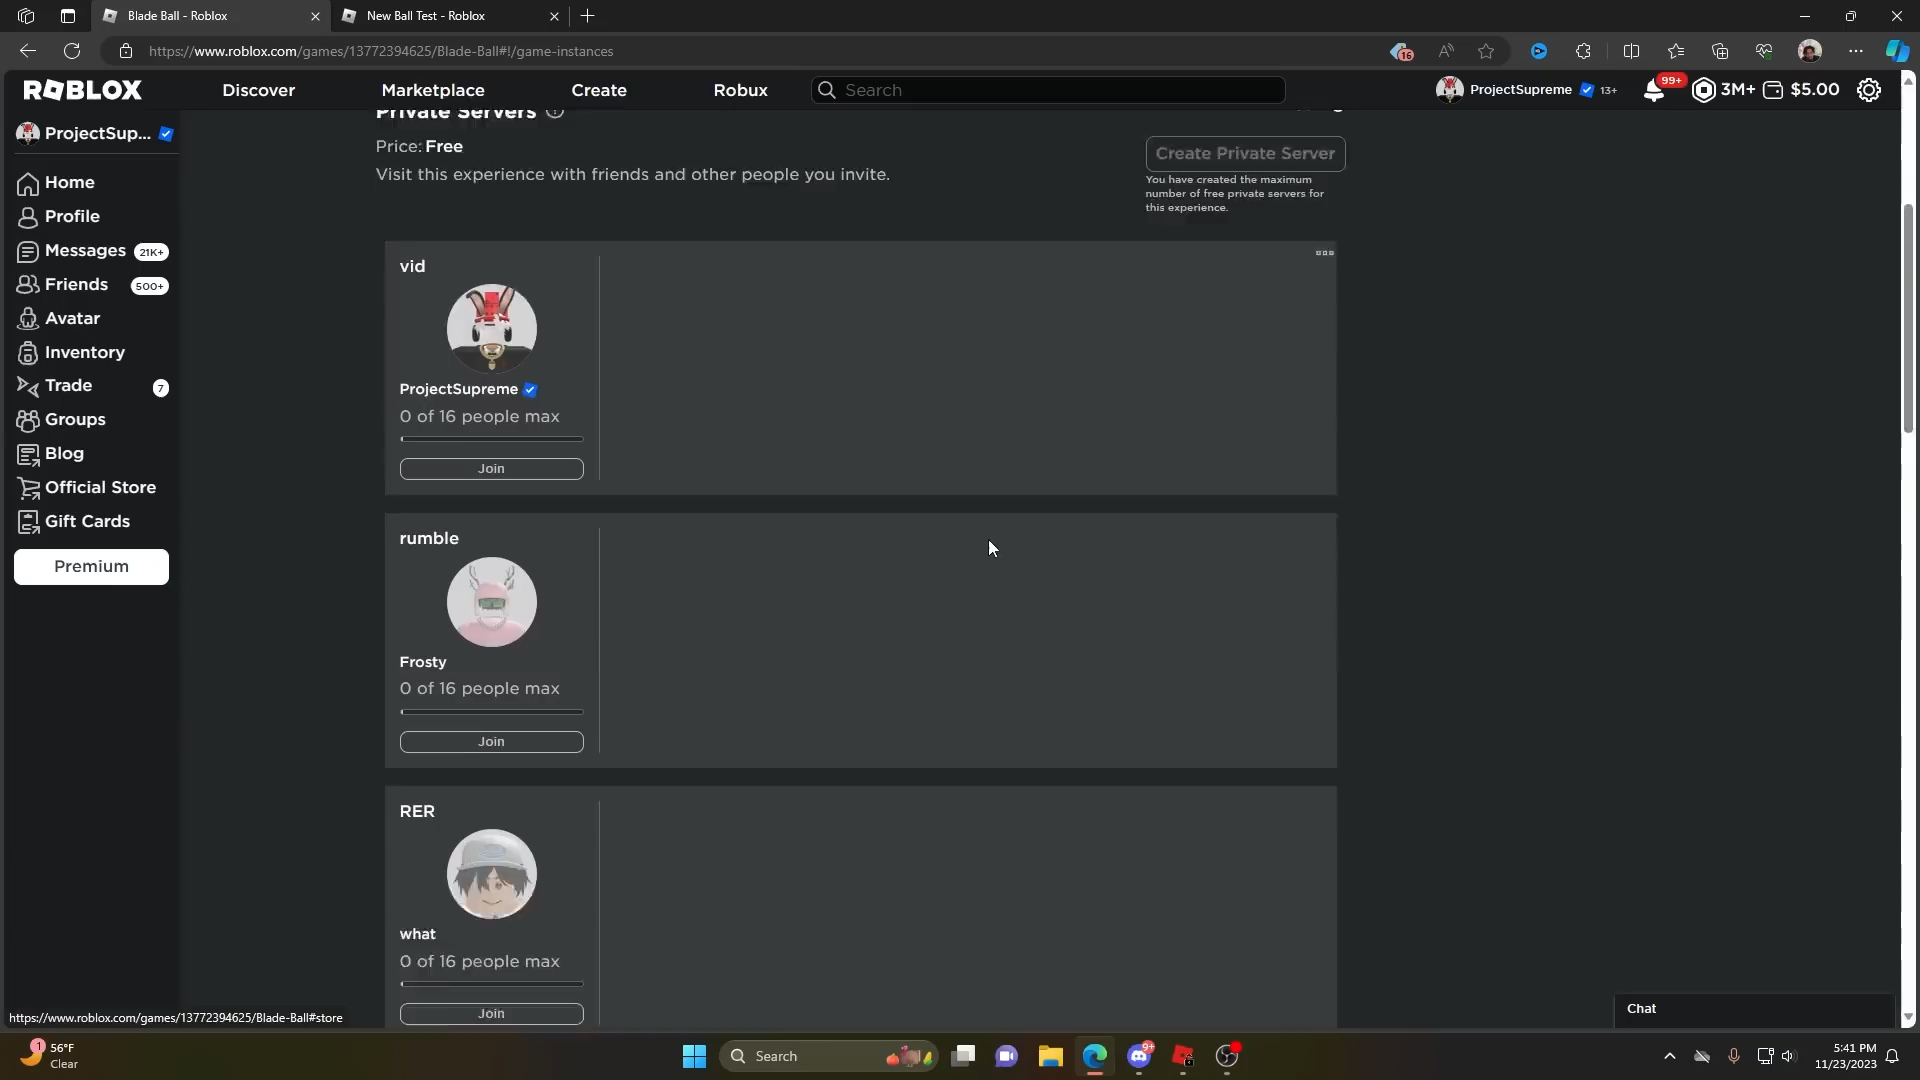 Blade Ball - Roblox
New Ball Test - Roblox
https://www.roblox.com/games/13772394625/Blade-Ball#!/game-instances
16
ROBLOX
Discover
Marketplace
Create
Robux
Search
ProjectSupreme
13+
99+
3M+
$5.00
ProjectSup...
Home
Profile
Messages
21K+
Friends
500+
Avatar
Inventory
Trade
7
Groups
Blog
Official Store
Gift Cards
Premium
Private Servers
Price: Free
Visit this experience with friends and other people you invite.
Create Private Server
You have created the maximum
number of free private servers for
this experience.
vid
ProjectSupreme
0 of 16 people max
Join
rumble
Frosty
0 of 16 people max
Join
RER
what
0 of 16 people max
Join
Chat
https://www.roblox.com/games/13772394625/Blade-Ball#store
1
56°F
Clear
Search
9+
5:41 PM
11/23/2023